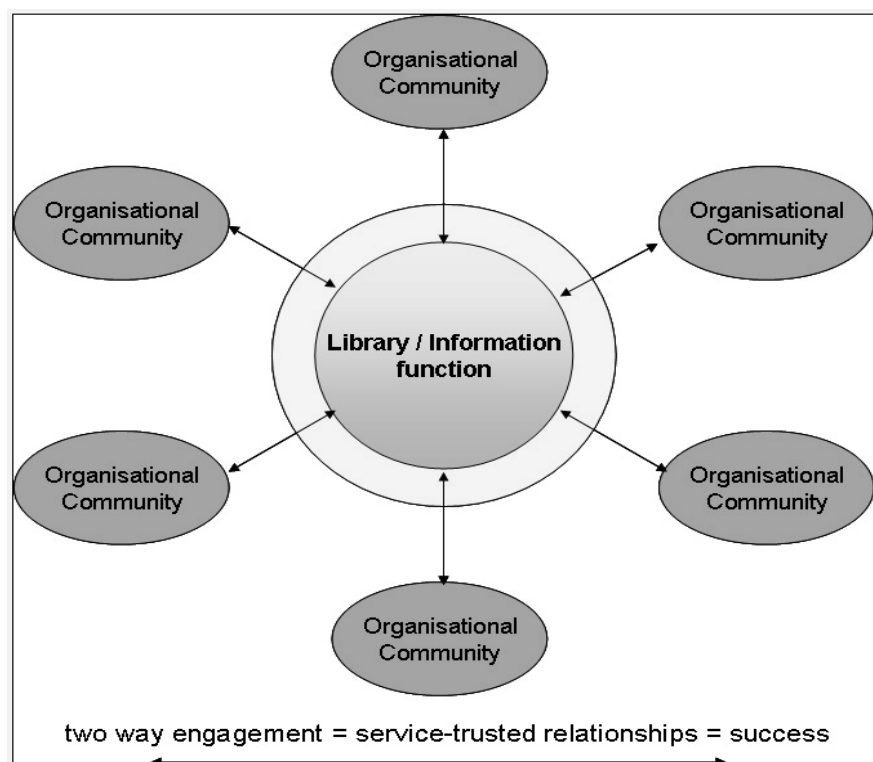 Organisational
Community
Organisational
Community
Organisational
Community
Library / Information
function
Organisational
Community
Organisational
Community
Organisational
Community
two way engagement = service-trusted relationships = success